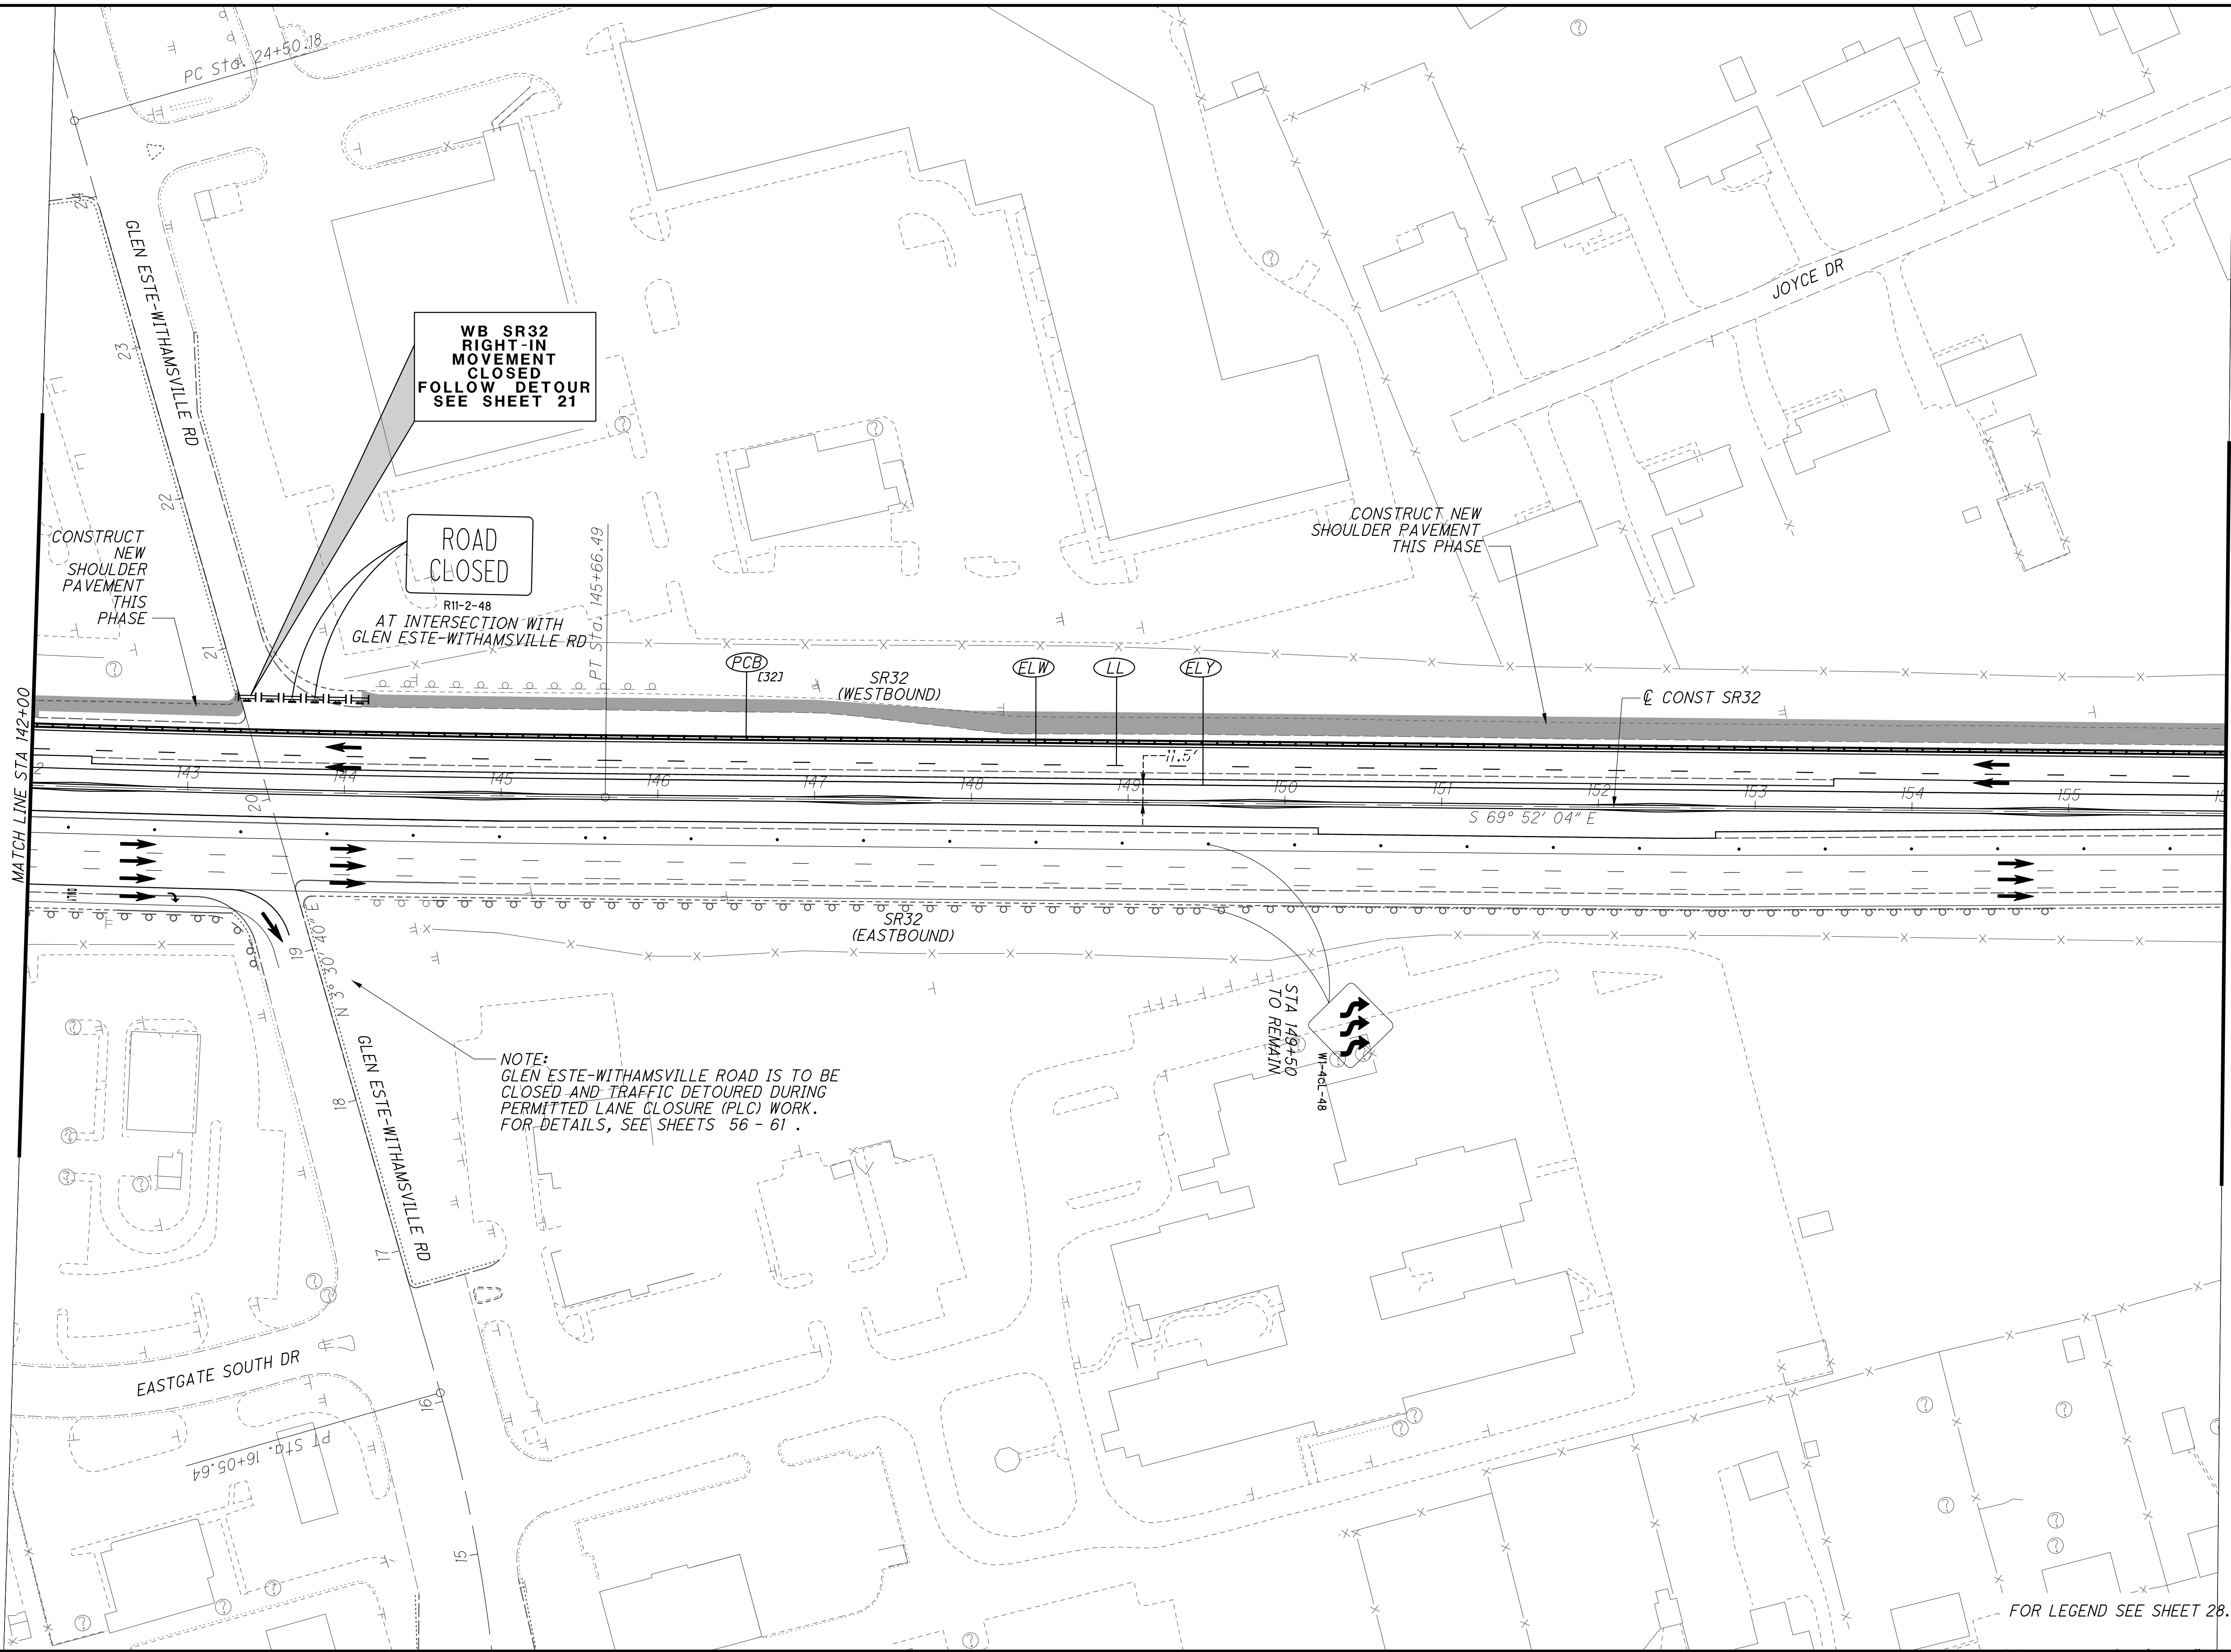 PC Sta. 24+50.18
24
GLEN ESTE-WITHAMSVILLE RD
23
22
21
WB SR32
RIGHT-IN
MOVEMENT
CLOSED
FOLLOW DETOUR
SEE SHEET 21
JOYCE DR
CONSTRUCT
NEW
SHOULDER
PAVEMENT
THIS
PHASE
ROAD
CLOSED
R11-2-48
AT INTERSECTION WITH
GLEN ESTE-WITHAMSVILLE RD
PT Sta. 145+66.49
CONSTRUCT NEW
SHOULDER PAVEMENT
THIS PHASE
PCB
[32]
SR32
(WESTBOUND)
ELW
LL
ELY
℄ CONST SR32
MATCH LINE STA 142+00
11.5'
2
143
144
145
146
147
148
149
150
151
152
153
154
155
15
20
S 69° 52' 04" E
SR32
(EASTBOUND)
19
N 3° 30' 40" E
STA 149+50
TO REMAIN
W1-4cL-48
NOTE:
GLEN ESTE-WITHAMSVILLE ROAD IS TO BE
CLOSED AND TRAFFIC DETOURED DURING
PERMITTED LANE CLOSURE (PLC) WORK.
FOR DETAILS, SEE SHEETS 56 - 61 .
18
GLEN ESTE-WITHAMSVILLE RD
17
EASTGATE SOUTH DR
16
PT Sta. 16+05.64
15
FOR LEGEND SEE SHEET 28.